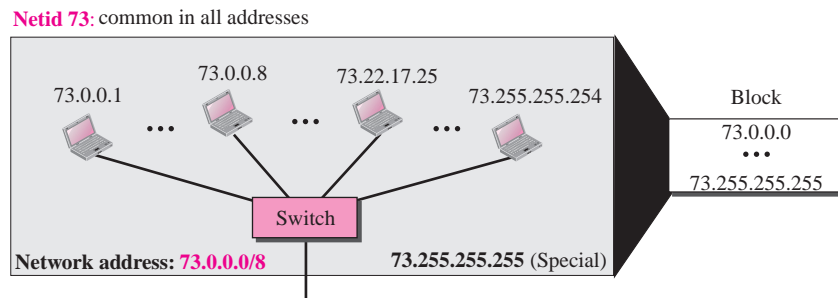 Netid 73: common in all addresses
73.0.0.1
73.0.0.8
73.22.17.25
73.255.255.254
Switch
Network address: 73.0.0.0/8
73.255.255.255 (Special)
Block
73.0.0.0
73.255.255.255